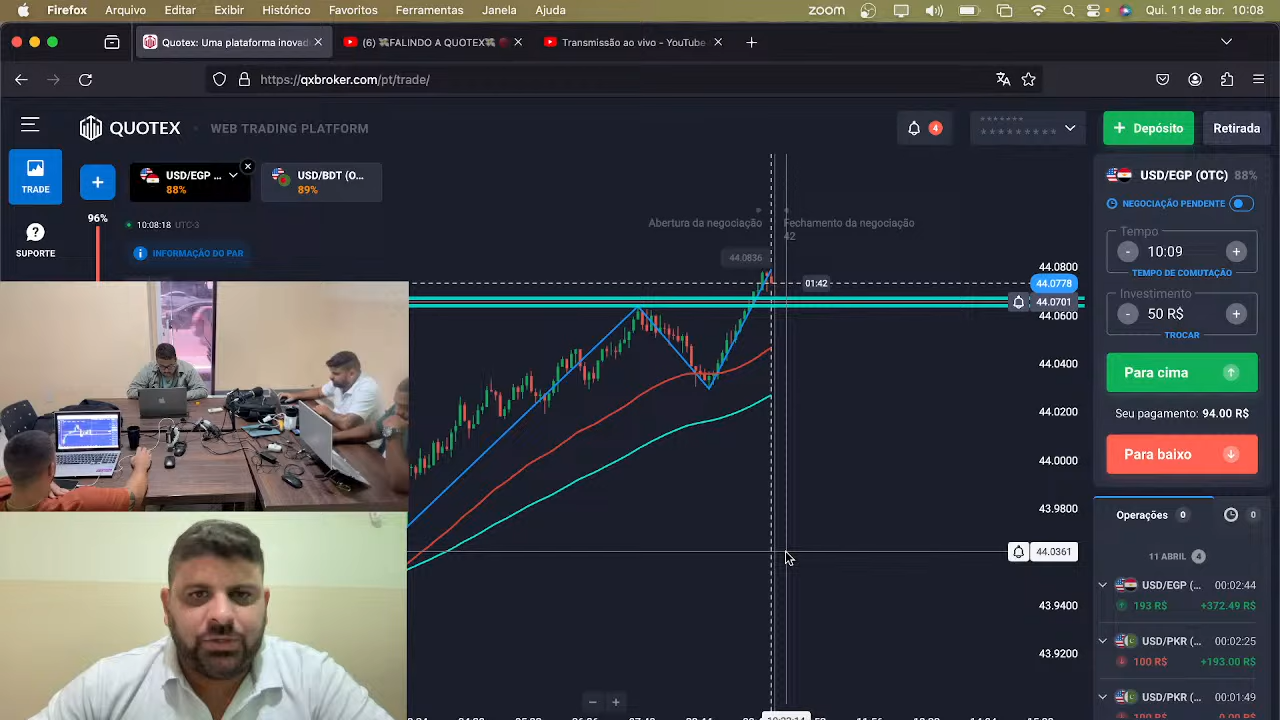 Firefox Arquivo Editar Exibir Histórico Favoritos Ferramentas Janela Ajuda zoom Qui. 11 de abr. 10:08
Quotex: Uma plataforma inovad
(6) FALINDO A QUOTEX
Transmissão ao vivo - YouTube
https://qxbroker.com/pt/trade/
QUOTEX WEB TRADING PLATFORM
4
******* *********
Depósito
Retirada
TRADE
USD/EGP ...
88%
USD/BDT (O...
89%
USD/EGP (OTC) 88%
NEGOCIAÇÃO PENDENTE
96%
10:08:18 UTC-3
SUPORTE
INFORMAÇÃO DO PAR
Abertura da negociação
Fechamento da negociação
42
44.0836
01:42
44.0800
44.0778
44.0701
44.0600
44.0400
44.0200
44.0000
43.9800
44.0361
43.9400
43.9200
Tempo
- 10:09 +
TEMPO DE COMUTAÇÃO
Investimento
- 50 R$ +
TROCAR
Para cima
Seu pagamento: 94.00 R$
Para baixo
Operações 0 0
11 ABRIL 4
USD/EGP (... 00:02:44
193 R$ +372.49 R$
USD/PKR (... 00:02:25
100 R$ +193.00 R$
USD/PKR (... 00:01:49
100 R$ 0.00 R$